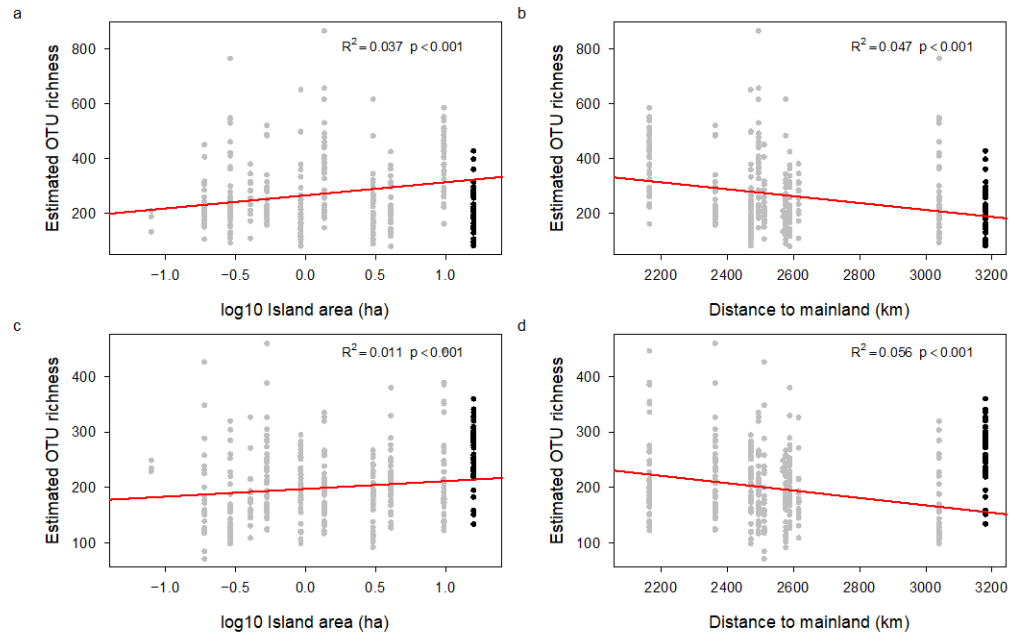 a
R² = 0.037 p < 0.001
Estimated OTU richness
800
600
400
200
−1.0 −0.5 0.0 0.5 1.0
log10 Island area (ha)
b
R² = 0.047 p < 0.001
Estimated OTU richness
800
600
400
200
2200 2400 2600 2800 3000 3200
Distance to mainland (km)
c
R² = 0.011 p < 0.001
Estimated OTU richness
400
300
200
100
−1.0 −0.5 0.0 0.5 1.0
log10 Island area (ha)
d
R² = 0.056 p < 0.001
Estimated OTU richness
400
300
200
100
2200 2400 2600 2800 3000 3200
Distance to mainland (km)